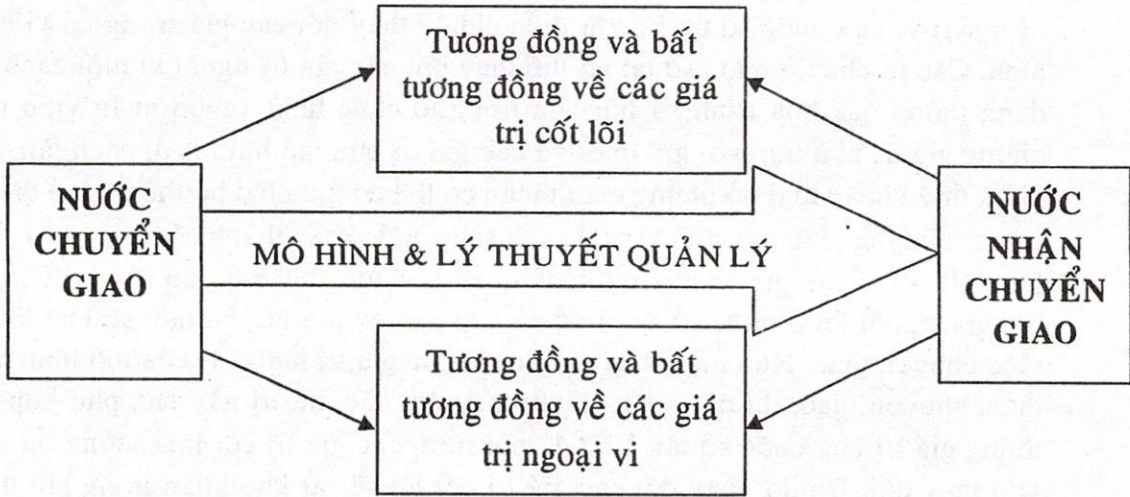 Tương đồng và bất
tương đồng về các giá
trị cốt lõi
NƯỚC
CHUYỂN
GIAO
MÔ HÌNH & LÝ THUYẾT QUẢN LÝ
NƯỚC
NHẬN
CHUYỂN
GIAO
Tương đồng và bất
tương đồng về các giá
trị ngoại vi